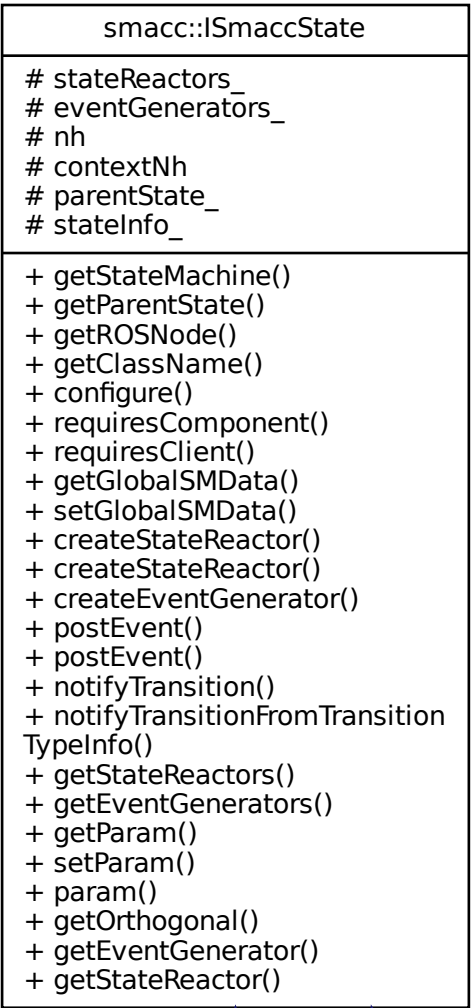 smacc::ISmaccState
# stateReactors_
# eventGenerators_
# nh
# contextNh
# parentState_
# stateInfo_
+ getStateMachine()
+ getParentState()
+ getROSNode()
+ getClassName()
+ configure()
+ requiresComponent()
+ requiresClient()
+ getGlobalSMData()
+ setGlobalSMData()
+ createStateReactor()
+ createStateReactor()
+ createEventGenerator()
+ postEvent()
+ postEvent()
+ notifyTransition()
+ notifyTransitionFromTransition
TypeInfo()
+ getStateReactors()
+ getEventGenerators()
+ getParam()
+ setParam()
+ param()
+ getOrthogonal()
+ getEventGenerator()
+ getStateReactor()